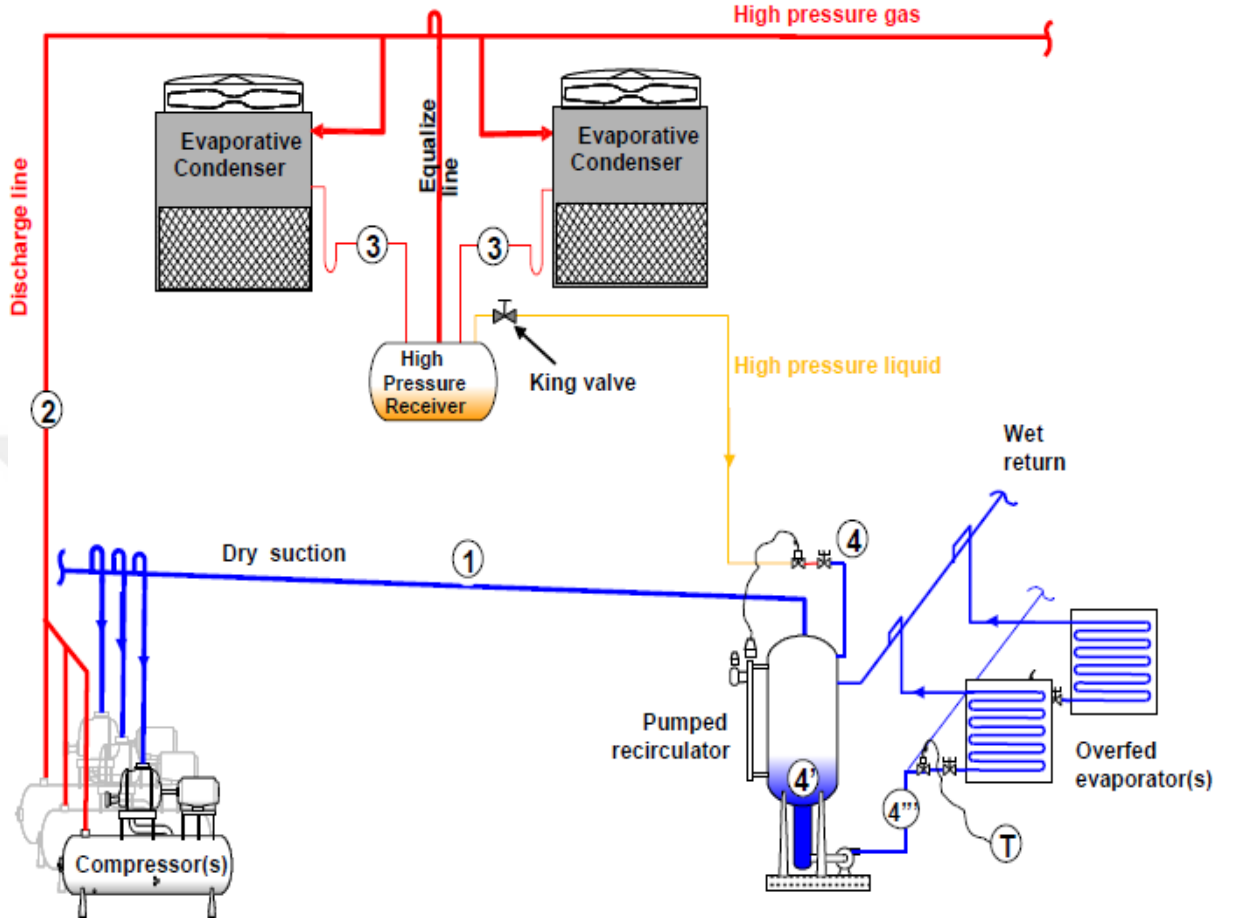 High pressure gas
Discharge line
Equalize
line
Evaporative
Condenser
Evaporative
Condenser
3
3
High
Pressure
Receiver
King valve
High pressure liquid
2
Wet
return
Dry suction
1
4
Pumped
recirculator
4'
4'''
T
Overfed
evaporator(s)
Compressor(s)